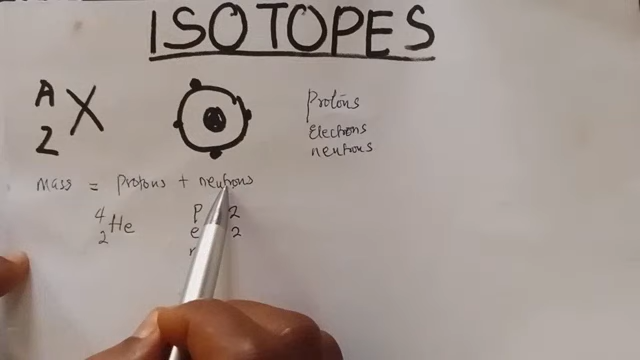 ISOTOPES
A
X
Z
Protons
Electrons
neutrons
mass = protons + neutrons
4
He
2
p 2
e 2